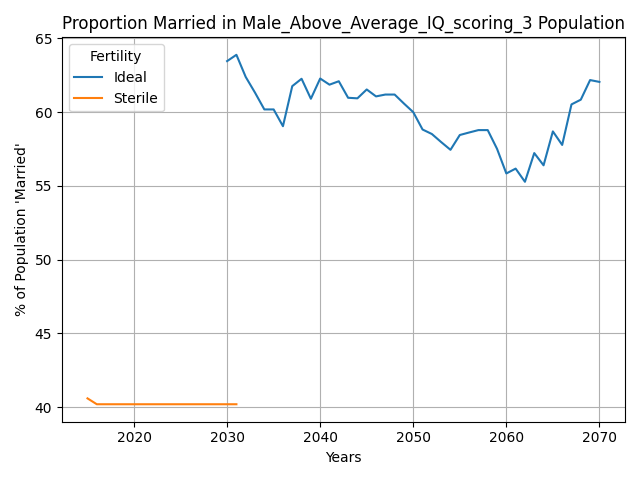 Proportion Married in Male_Above_Average_IQ_scoring_3 Population
65
60
55
50
45
40
% of Population 'Married'
Fertility
Ideal
Sterile
2020 2030 2040 2050 2060 2070
Years